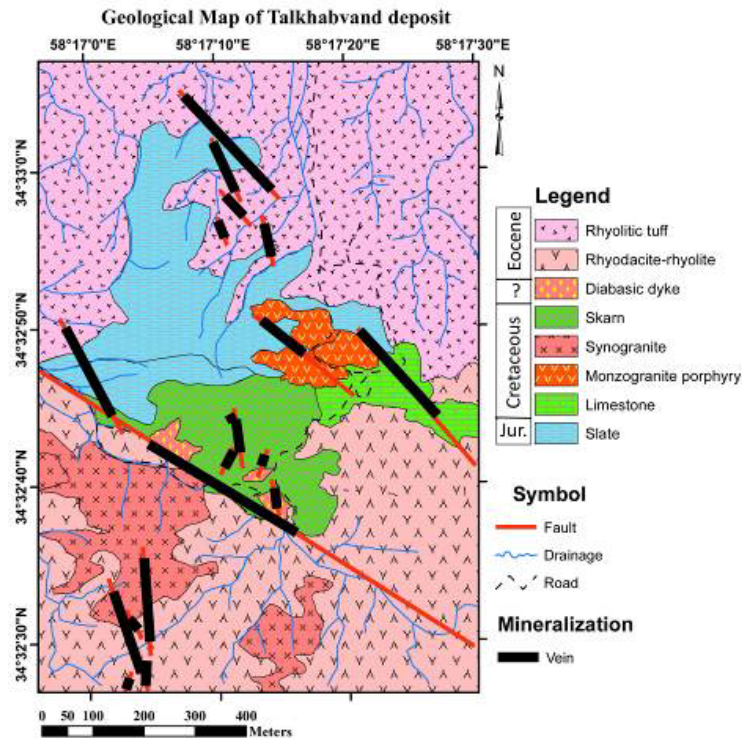 Geological Map of Talkhabvand deposit
58°17'0"E 58°17'10"E 58°17'20"E 58°17'30"E
N
34°33'0"N
34°32'50"N
34°32'40"N
34°32'30"N
Legend
Eocene
Rhyolitic tuff
Rhyodacite-rhyolite
?
Diabasic dyke
Cretaceous
Skarn
Synogranite
Monzogranite porphyry
Limestone
Jur.
Slate
Symbol
Fault
Drainage
Road
Mineralization
Vein
0 50 100 200 300 400
Meters